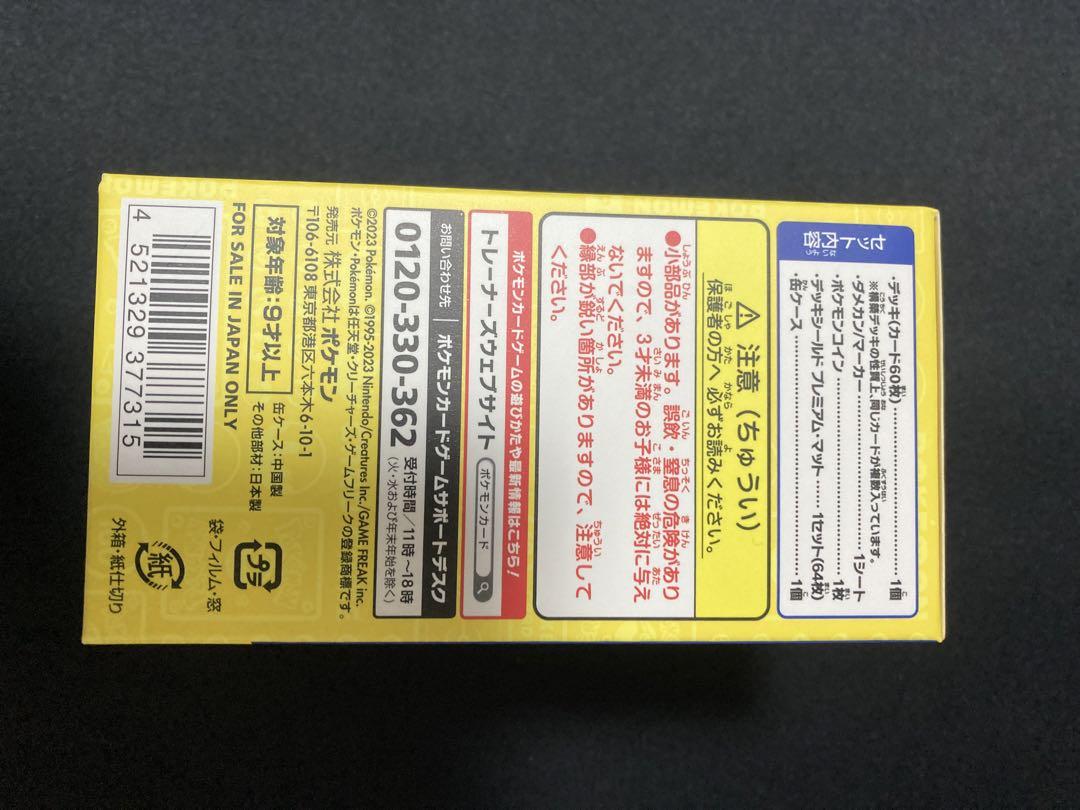 セット内容
・デッキ(カード60枚) ............ 1個
※構築デッキの性質上、同じカードが複数入っています。
・ダメカン/マーカー ............ 1シート
・ポケモンコイン ............ 1枚
・デッキシールド プレミアム・マット ...... 1セット(64枚)
・缶ケース ............ 1個
⚠ 注意(ちゅうい)
保護者の方へ 必ずお読みください。
●小部品があります。誤飲・窒息の危険があり
ますので、3才未満のお子様には絶対に与え
ないでください。
●縁部が鋭い箇所がありますので、注意して
ください。
ポケモンカードゲームの遊びかたや最新情報はこちら!
トレーナーズウェブサイト ポケモンカード
お問い合わせ先 ポケモンカードゲームサポートデスク
0120-330-362 受付時間/11時~18時
(火・水および年末年始を除く)
©2023 Pokémon. ©1995-2023 Nintendo/Creatures Inc./GAME FREAK inc.
ポケモン・Pokémonは任天堂・クリーチャーズ・ゲームフリークの登録商標です。
発売元 株式会社 ポケモン
〒106-6108 東京都港区六本木6-10-1
対象年齢:9才以上
缶ケース:中国製
その他部材:日本製
FOR SALE IN JAPAN ONLY
4 521329 377315
プラ
袋・フィルム・窓
紙
外箱・紙仕切り